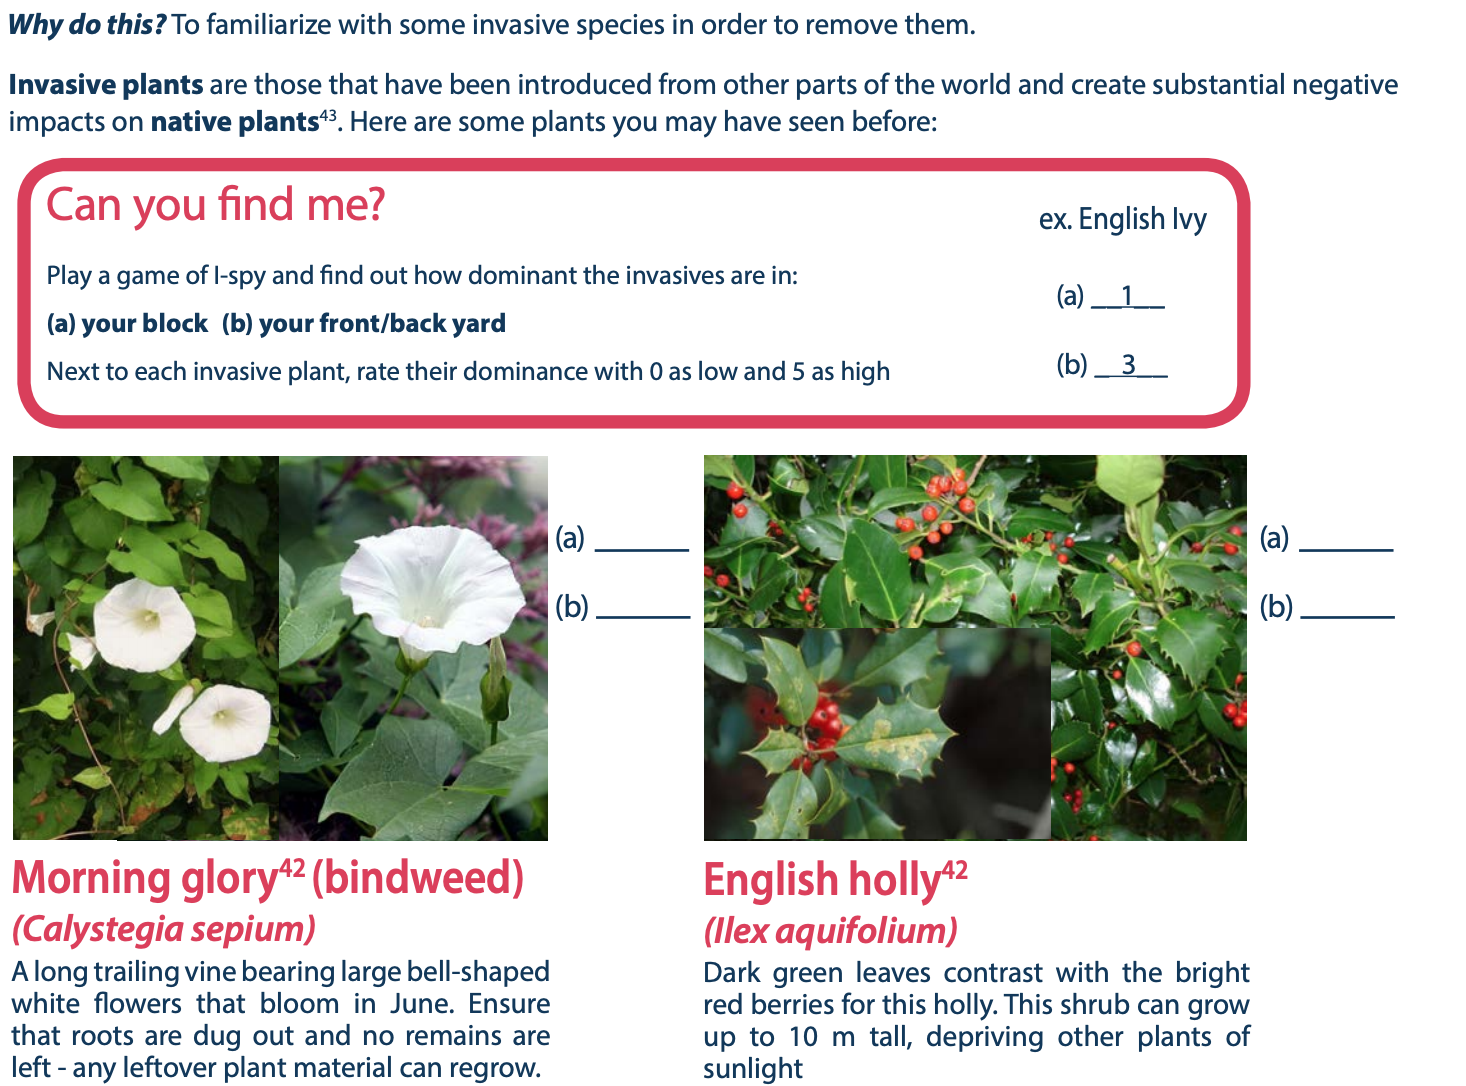 Why do this? To familiarize with some invasive species in order to remove them.
Invasive plants are those that have been introduced from other parts of the world and create substantial negative
impacts on native plants43. Here are some plants you may have seen before:
Can you find me?
ex. English Ivy
Play a game of I-spy and find out how dominant the invasives are in:
(a) __1__
(a) your block (b) your front/back yard
Next to each invasive plant, rate their dominance with 0 as low and 5 as high
(b) __3__
(a) ______
(b) ______
(a) ______
(b) ______
Morning glory42 (bindweed)
(Calystegia sepium)
A long trailing vine bearing large bell-shaped
white flowers that bloom in June. Ensure
that roots are dug out and no remains are
left - any leftover plant material can regrow.
English holly42
(Ilex aquifolium)
Dark green leaves contrast with the bright
red berries for this holly. This shrub can grow
up to 10 m tall, depriving other plants of
sunlight